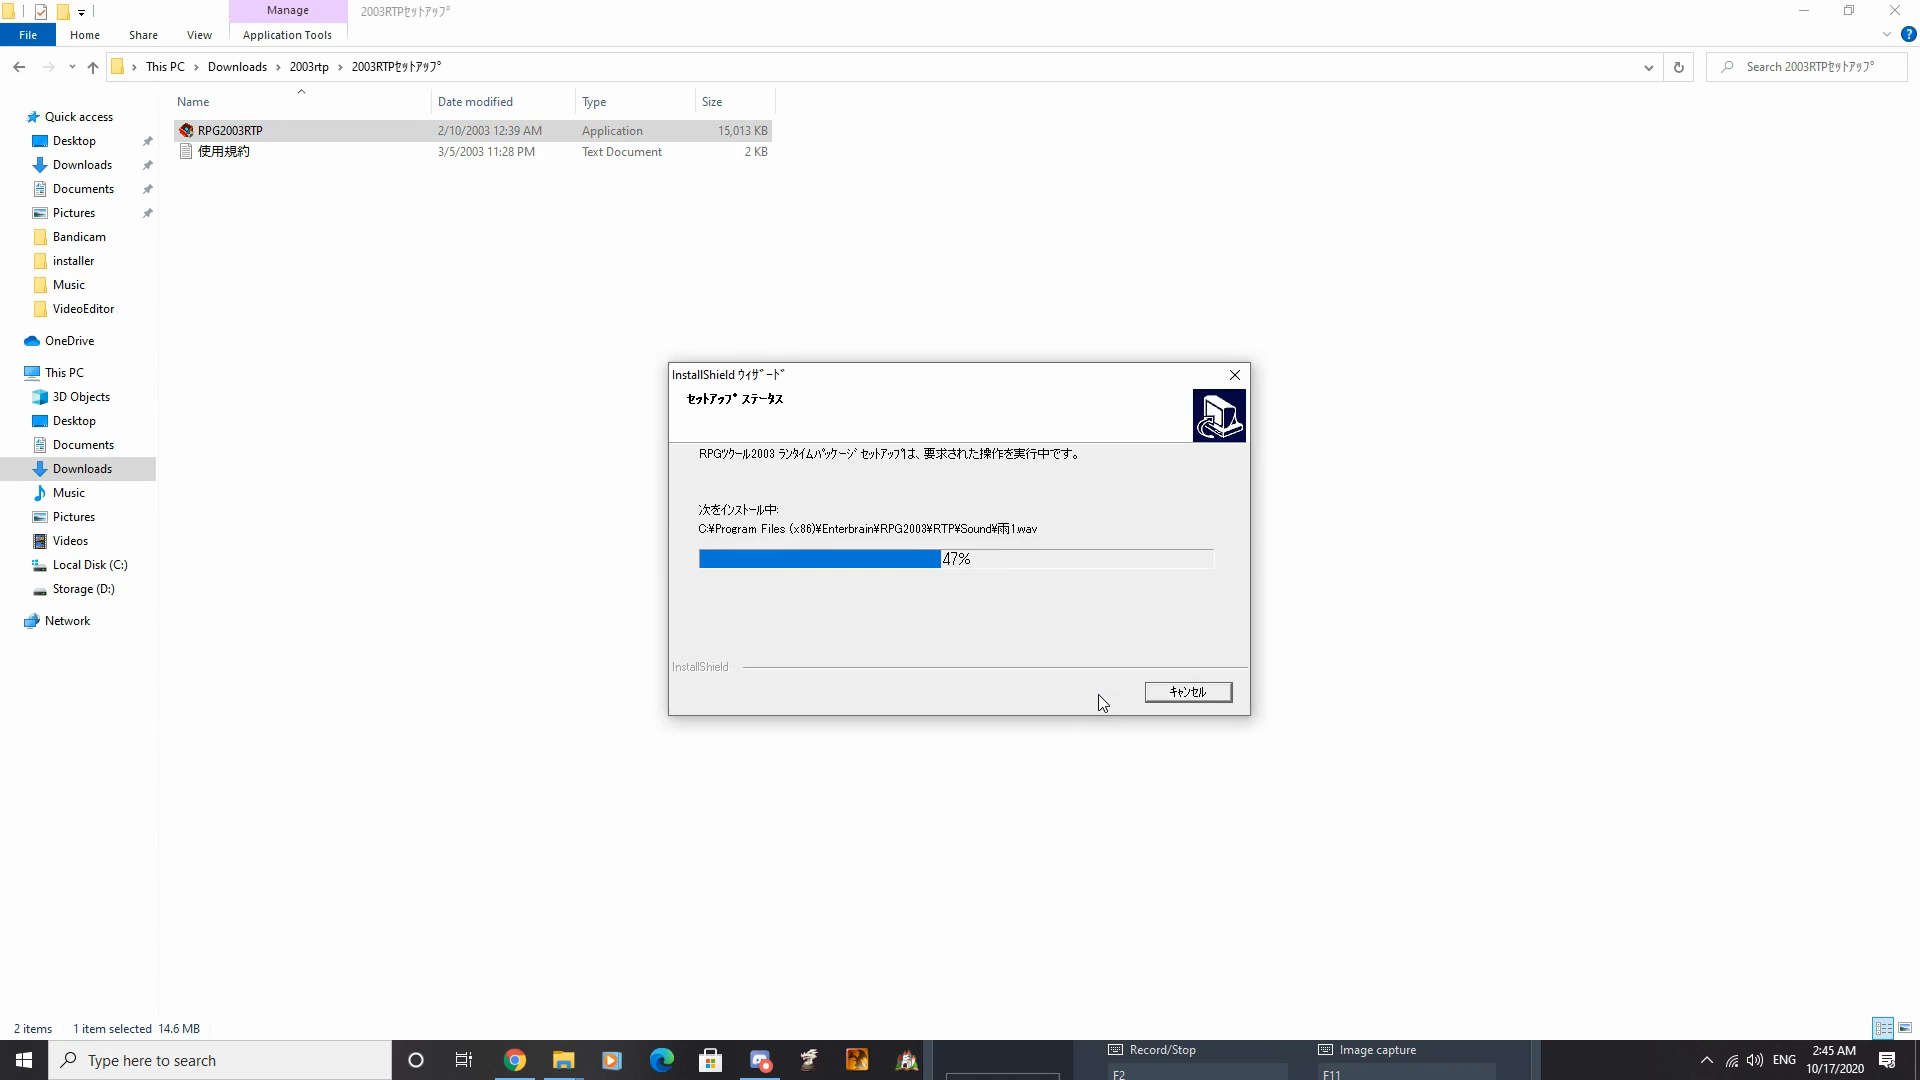 Manage
2003RTPｾｯﾄｱｯﾌﾟ
File
Home
Share
View
Application Tools
This PC
Downloads
2003rtp
2003RTPｾｯﾄｱｯﾌﾟ
Search 2003RTPｾｯﾄｱｯﾌﾟ
Name
Date modified
Type
Size
RPG2003RTP
2/10/2003 12:39 AM
Application
15,013 KB
使用規約
3/5/2003 11:28 PM
Text Document
2 KB
Quick access
Desktop
Downloads
Documents
Pictures
Bandicam
installer
Music
VideoEditor
OneDrive
This PC
3D Objects
Desktop
Documents
Downloads
Music
Pictures
Videos
Local Disk (C:)
Storage (D:)
Network
InstallShield ｳｨｻﾞｰﾄﾞ
ｾｯﾄｱｯﾌﾟ ｽﾃｰﾀｽ
RPGﾂｸｰﾙ2003 ﾗﾝﾀｲﾑﾊﾟｯｹｰｼﾞ ｾｯﾄｱｯﾌﾟは、要求された操作を実行中です。
次をｲﾝｽﾄｰﾙ中:
C:¥Program Files (x86)¥Enterbrain¥RPG2003¥RTP¥Sound¥雨1.wav
47%
InstallShield
ｷｬﾝｾﾙ
2 items
1 item selected 14.6 MB
Type here to search
Record/Stop
F2
Image capture
F11
ENG
2:45 AM
10/17/2020